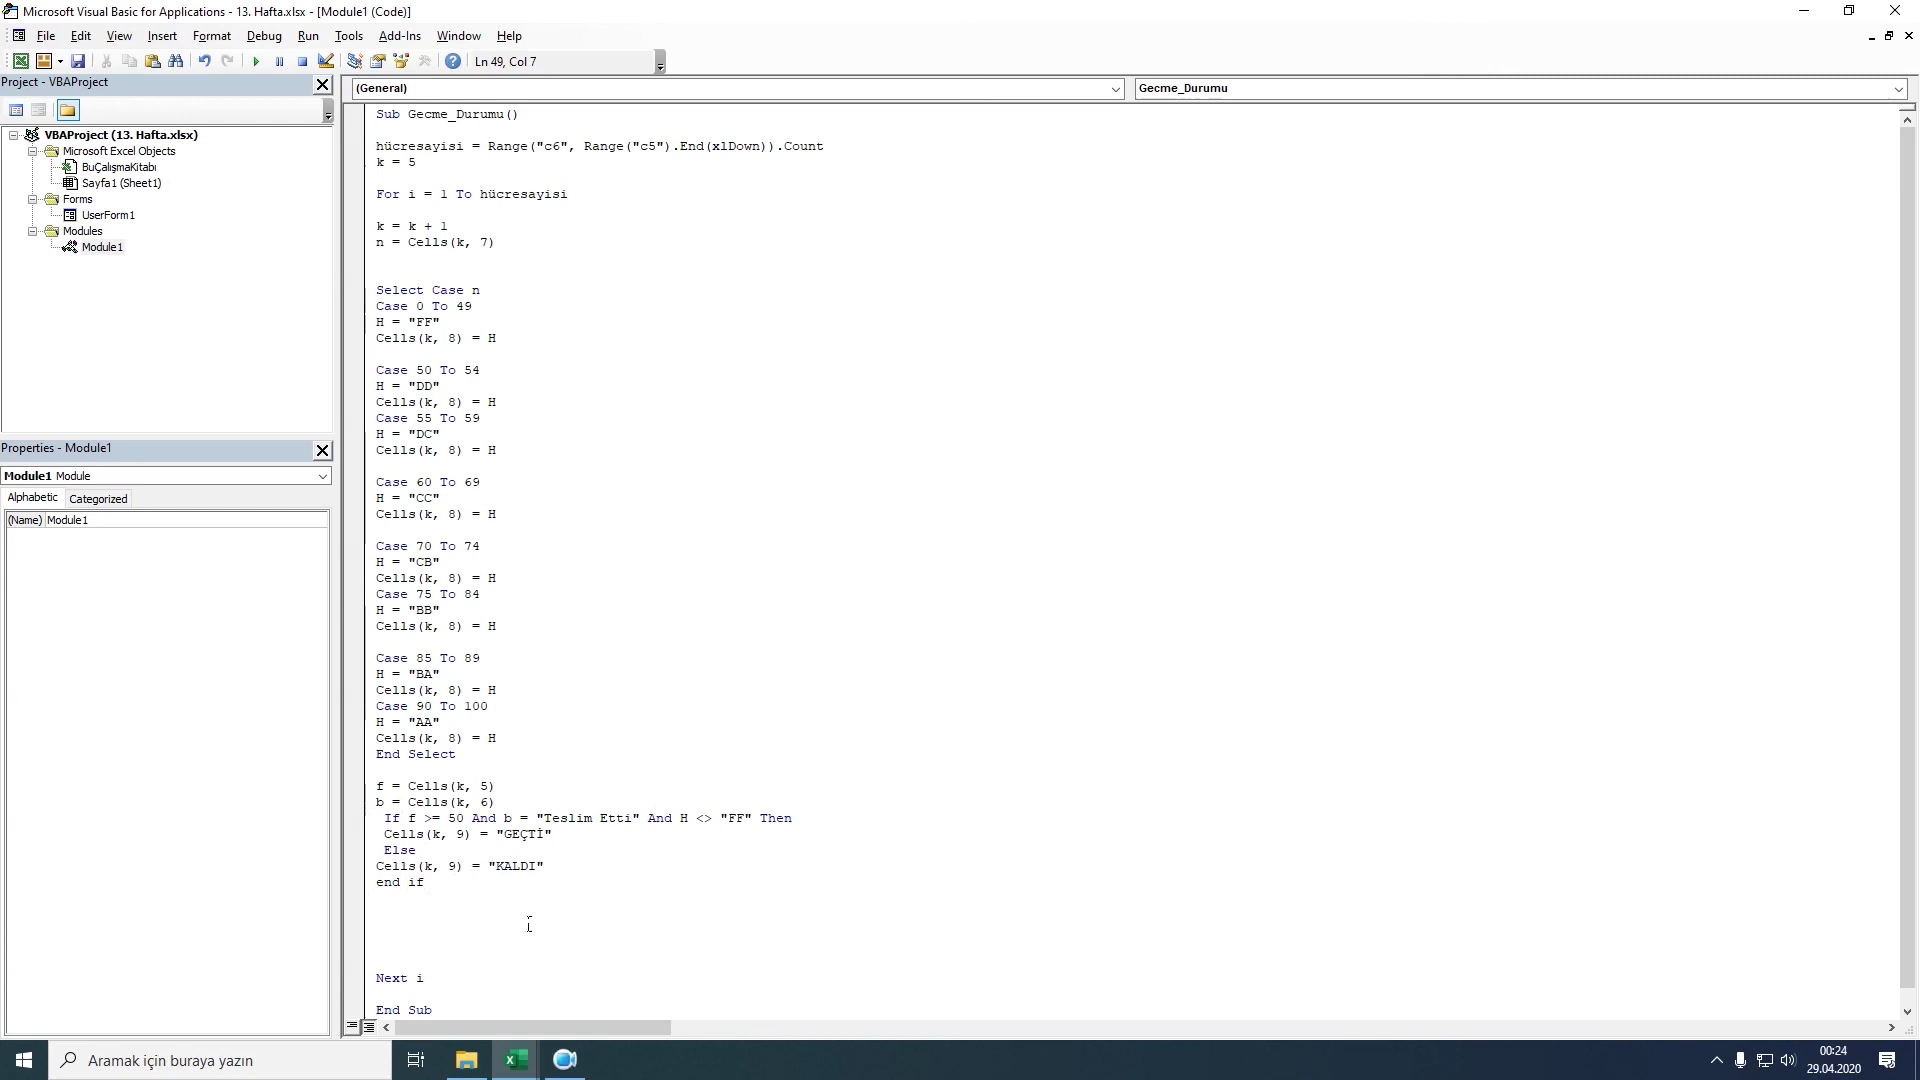 Microsoft Visual Basic for Applications - 13. Hafta.xlsx - [Module1 (Code)]
File Edit View Insert Format Debug Run Tools Add-Ins Window Help
Ln 49, Col 7
Project - VBAProject
VBAProject (13. Hafta.xlsx)
Microsoft Excel Objects
BuÇalışmaKitabı
Sayfa1 (Sheet1)
Forms
UserForm1
Modules
Module1
Properties - Module1
Module1 Module
Alphabetic Categorized
(Name) Module1
(General) Gecme_Durumu
Sub Gecme_Durumu()
hücresayisi = Range("c6", Range("c5").End(xlDown)).Count
k = 5
For i = 1 To hücresayisi
k = k + 1
n = Cells(k, 7)
Select Case n
Case 0 To 49
H = "FF"
Cells(k, 8) = H
Case 50 To 54
H = "DD"
Cells(k, 8) = H
Case 55 To 59
H = "DC"
Cells(k, 8) = H
Case 60 To 69
H = "CC"
Cells(k, 8) = H
Case 70 To 74
H = "CB"
Cells(k, 8) = H
Case 75 To 84
H = "BB"
Cells(k, 8) = H
Case 85 To 89
H = "BA"
Cells(k, 8) = H
Case 90 To 100
H = "AA"
Cells(k, 8) = H
End Select
f = Cells(k, 5)
b = Cells(k, 6)
If f >= 50 And b = "Teslim Etti" And H <> "FF" Then
Cells(k, 9) = "GEÇTİ"
Else
Cells(k, 9) = "KALDI"
end if
Next i
End Sub
Aramak için buraya yazın
00:24
29.04.2020